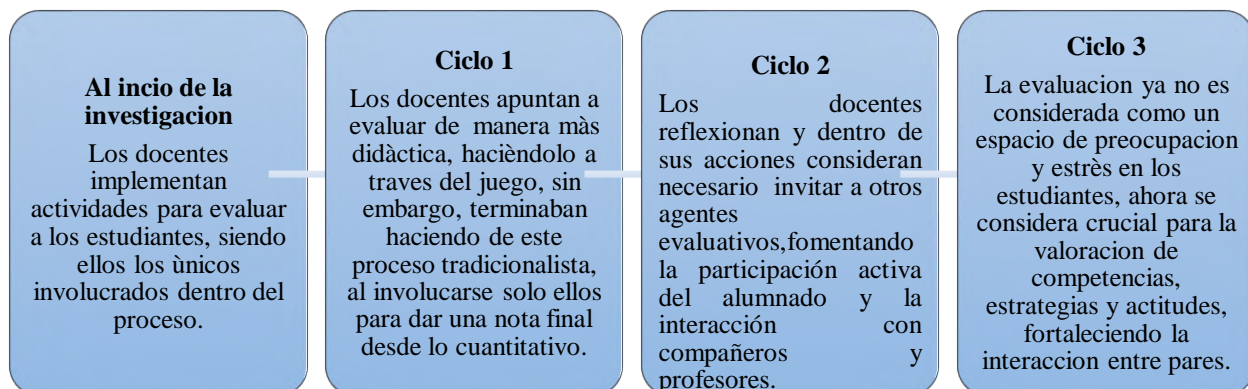 Al incio de la
investigacion
Los docentes
implementan
actividades para evaluar
a los estudiantes, siendo
ellos los ùnicos
involucrados dentro del
proceso.
Ciclo 1
Los docentes apuntan a
evaluar de manera màs
didàctica, hacièndolo a
traves del juego, sin
embargo, terminaban
haciendo de este
proceso tradicionalista,
al involucarse solo ellos
para dar una nota final
desde lo cuantitativo.
Ciclo 2
Los docentes
reflexionan y dentro de
sus acciones consideran
necesario invitar a otros
agentes
evaluativos,fomentando
la participación activa
del alumnado y la
interacción con
compañeros y
profesores.
Ciclo 3
La evaluacion ya no es
considerada como un
espacio de preocupacion
y estrès en los
estudiantes, ahora se
considera crucial para la
valoracion de
competencias,
estrategias y actitudes,
fortaleciendo la
interaccion entre pares.